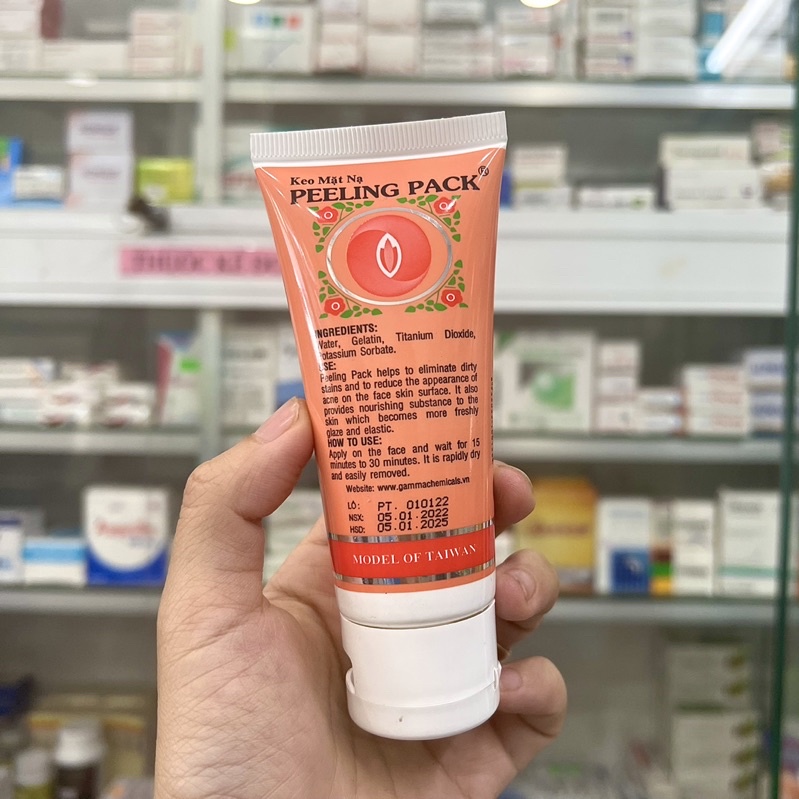 Keo Mặt Nạ
PEELING PACK®
INGREDIENTS:
Water, Gelatin, Titanium Dioxide,
Potassium Sorbate.
USE:
Peeling Pack helps to eliminate dirty
stains and to reduce the appearance of
acne on the face skin surface. It also
provides nourishing substance to the
skin which becomes more freshly
glaze and elastic.
HOW TO USE:
Apply on the face and wait for 15
minutes to 30 minutes. It is rapidly dry
and easily removed.
Website: www.gammachemicals.vn
LÔ: PT. 010122
NSX: 05.01.2022
HSD: 05.01.2025
MODEL OF TAIWAN